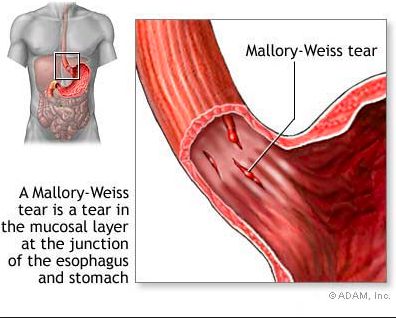 Mallory-Weiss tear
A Mallory-Weiss
tear is a tear in
the mucosal layer
at the junction
of the esophagus
and stomach
©ADAM, Inc.